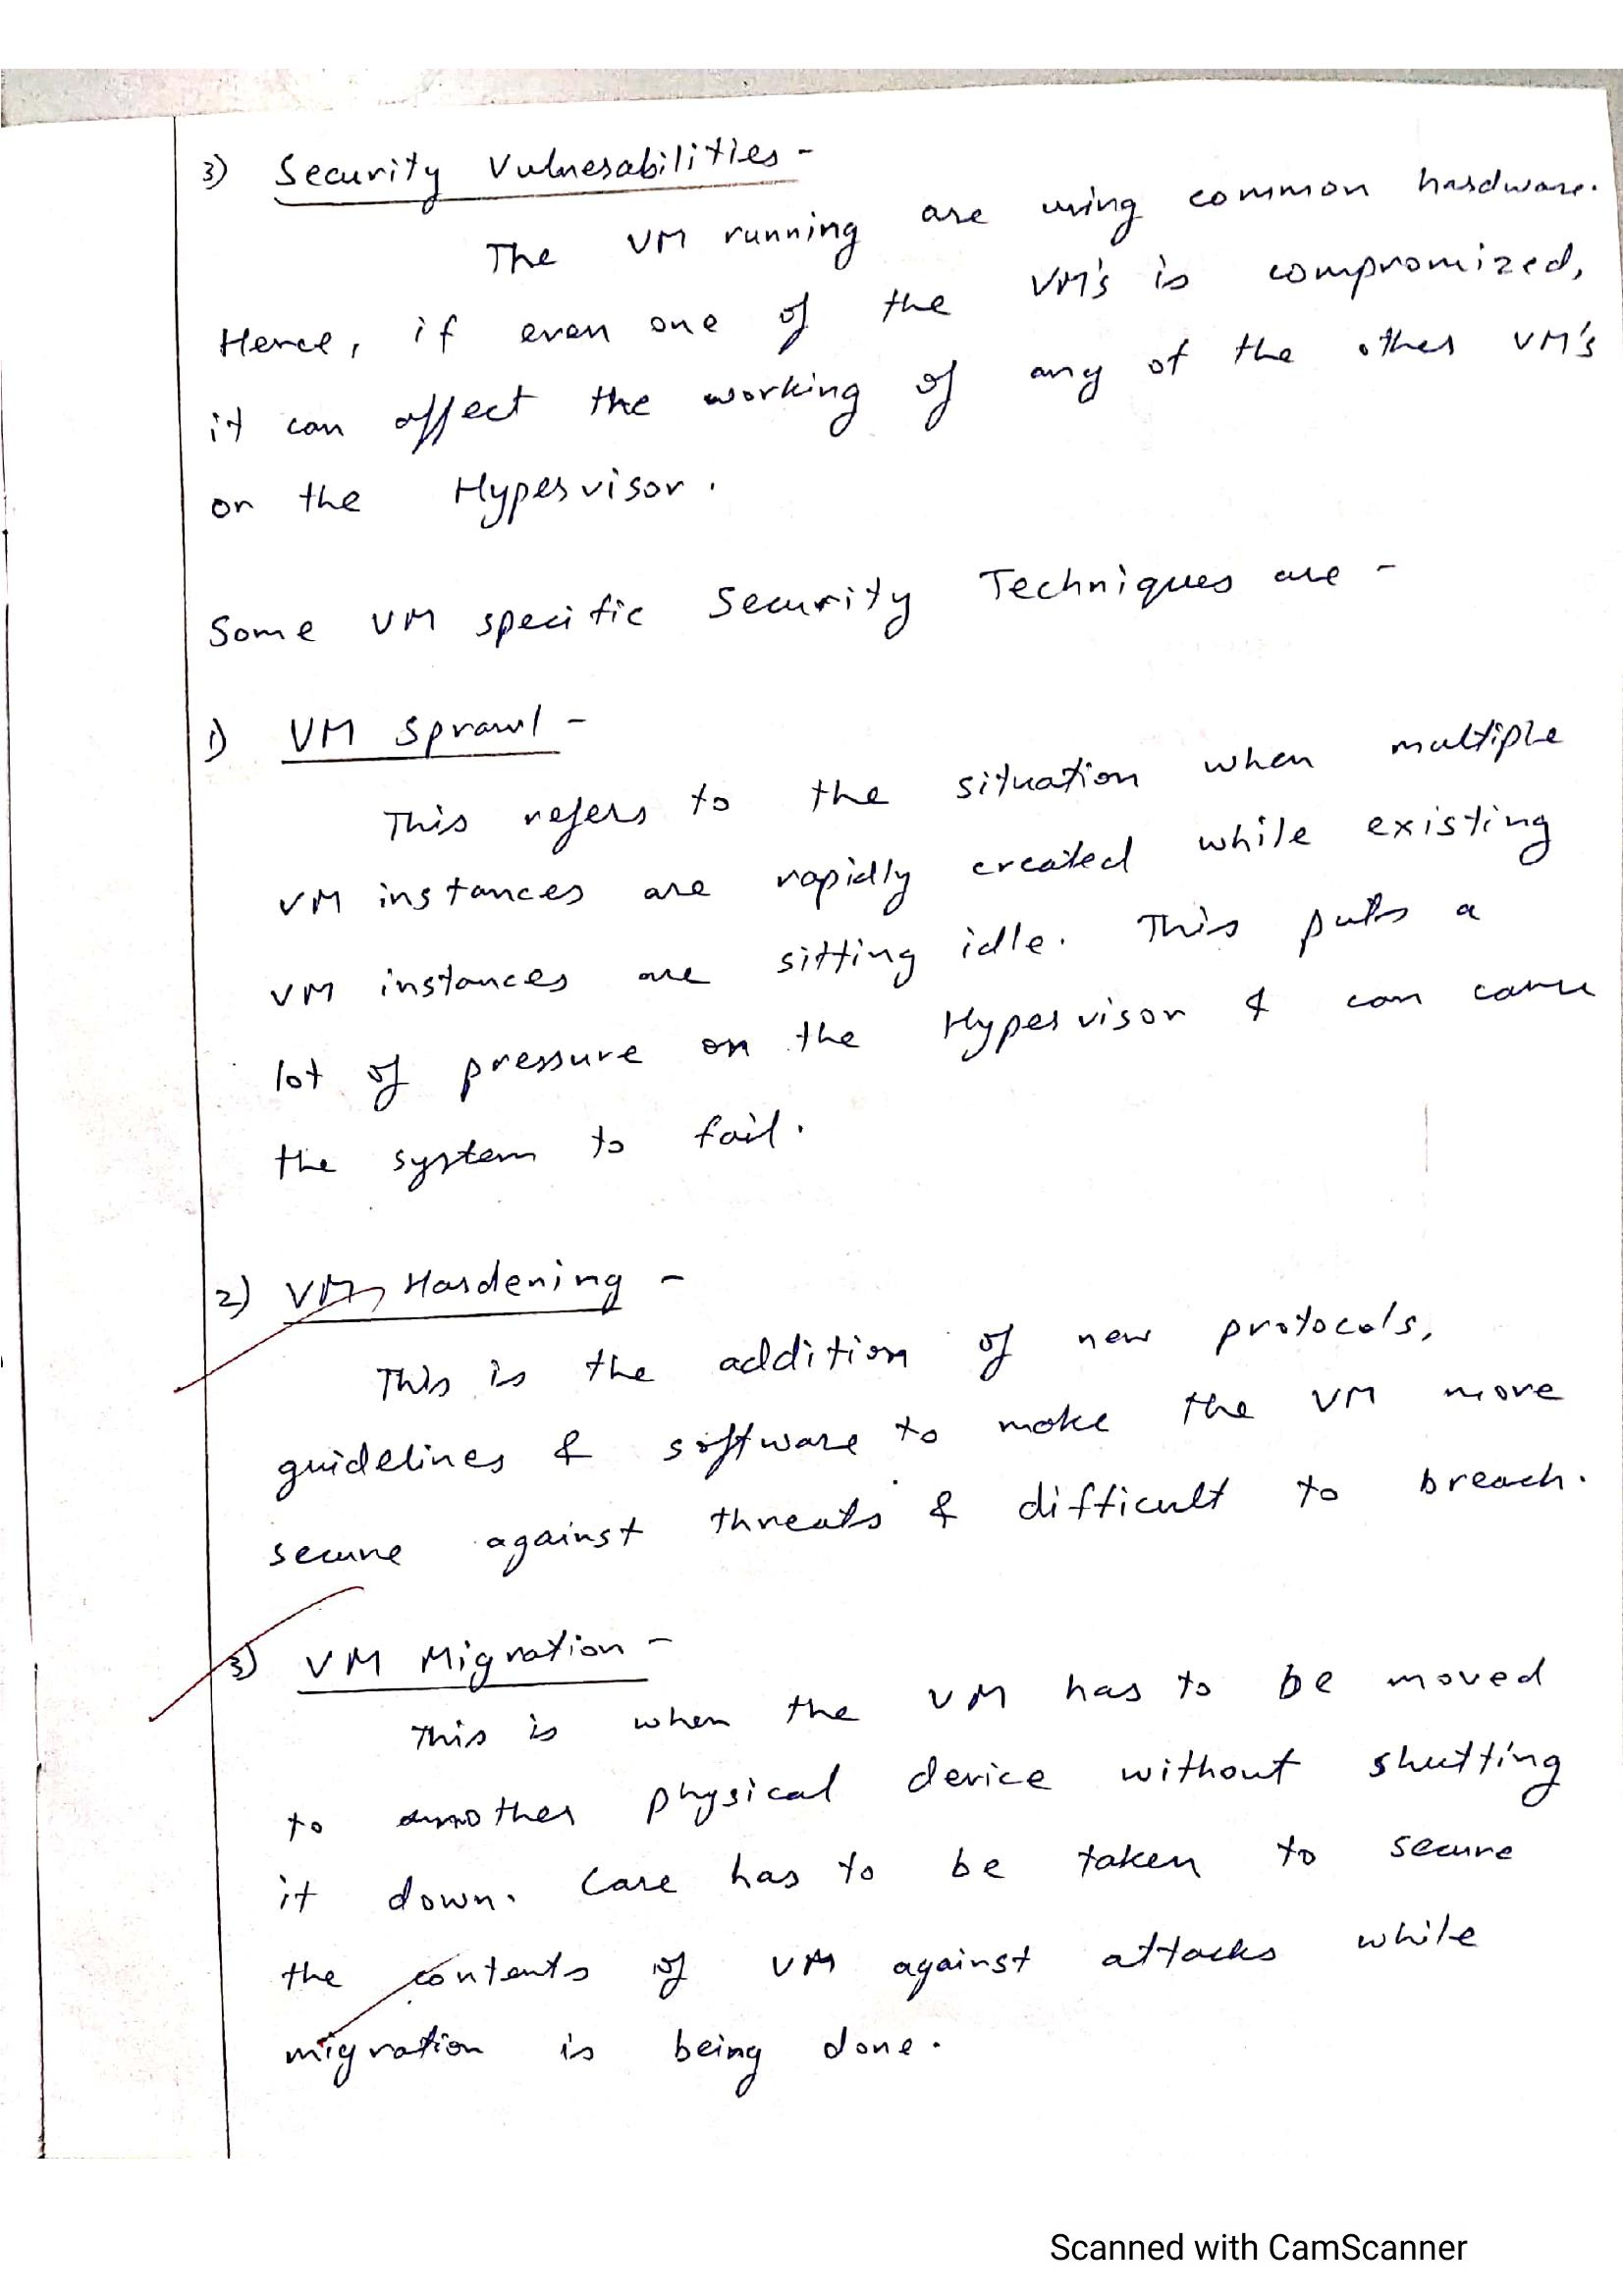 3) Security Vulnerabilities -
The VM running are using common hardware.
Hence, if even one of the VM's is compromized,
it can affect the working of any of the other VM's
or the Hypervisor.
Some VM specific Security Techniques are -
1) VM Sprawl -
This refers to the situation when multiple
VM instances are rapidly created while existing
VM instances are sitting idle. This puts a
lot of pressure on the Hypervisor & can cause
the system to fail.
2) VM Hardening -
This is the addition of new protocols,
guidelines & software to make the VM more
secure against threats & difficult to breach.
3) VM Migration -
This is when the VM has to be moved
to another physical device without shutting
it down. Care has to be taken to secure
the contents of VM against attacks while
migration is being done.
Scanned with CamScanner